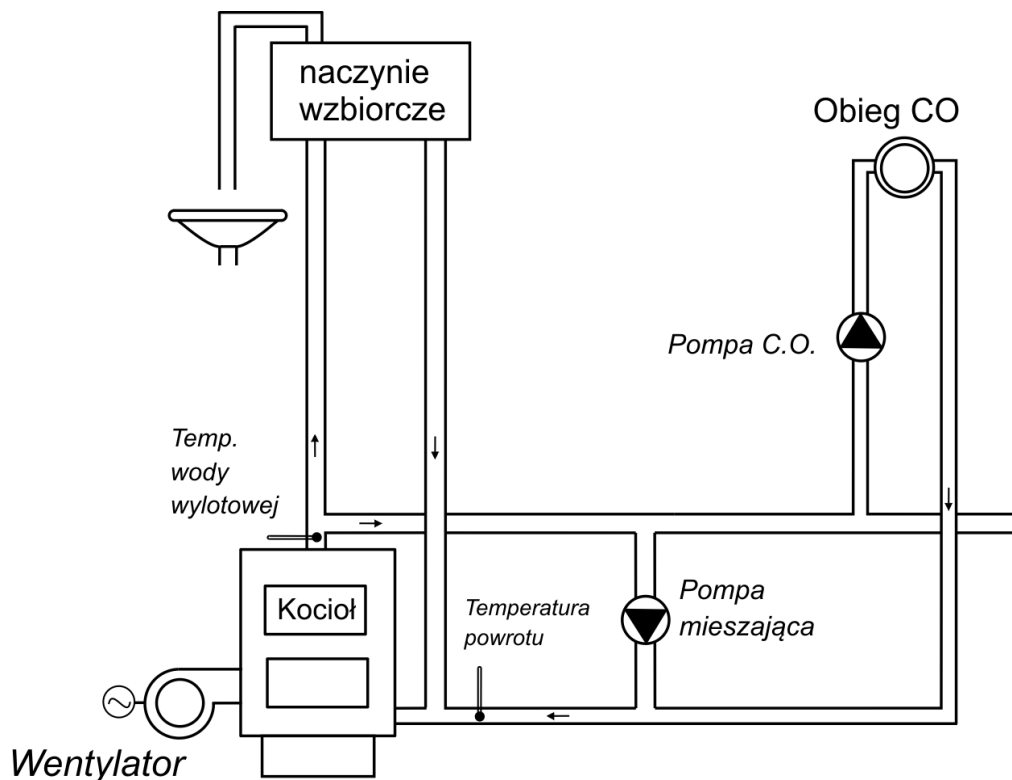 naczynie
wzbiorcze
Obieg CO
Pompa C.O.
Temp.
wody
wylotowej
Kocioł
Temperatura
powrotu
Pompa
mieszająca
Wentylator